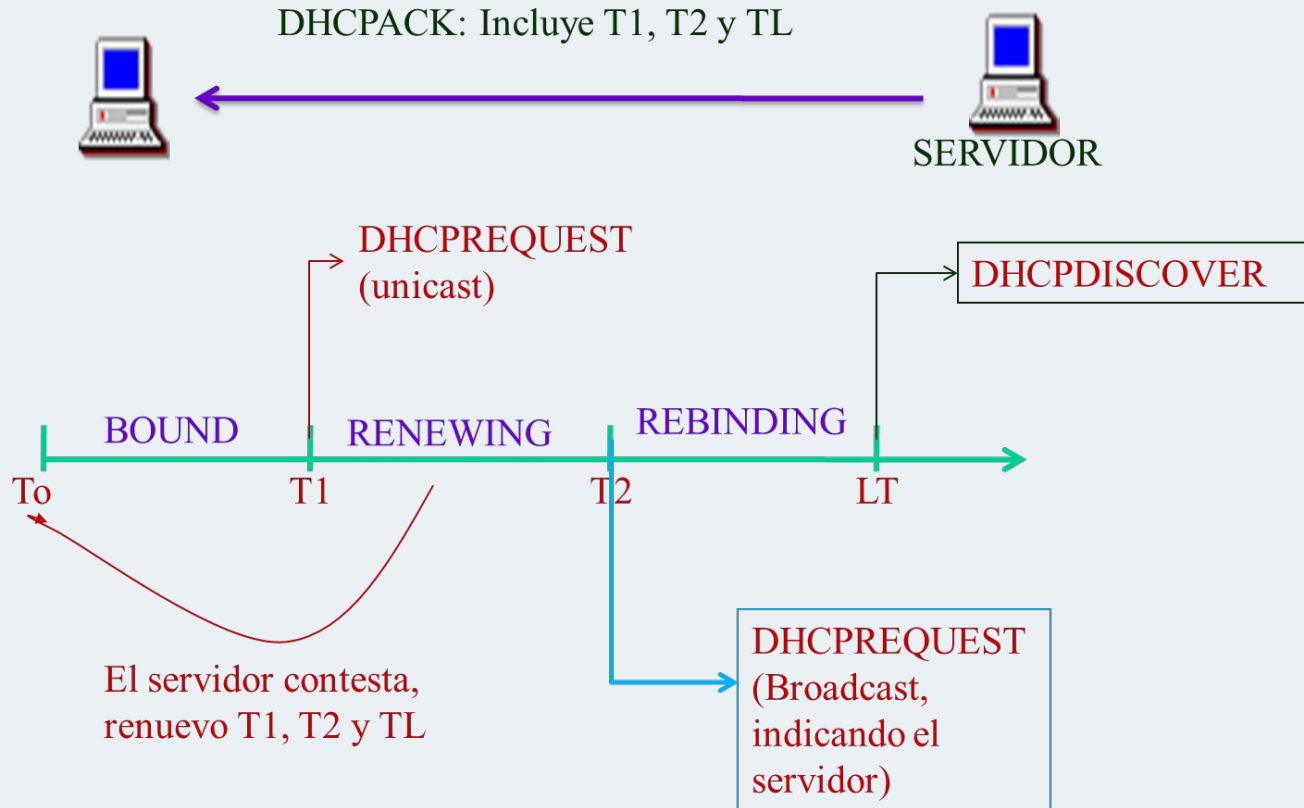 DHCPACK: Incluye T1, T2 y TL
SERVIDOR
DHCPREQUEST
(unicast)
DHCPDISCOVER
BOUND
RENEWING
REBINDING
To
T1
T2
LT
El servidor contesta,
renuevo T1, T2 y TL
DHCPREQUEST
(Broadcast,
indicando el
servidor)